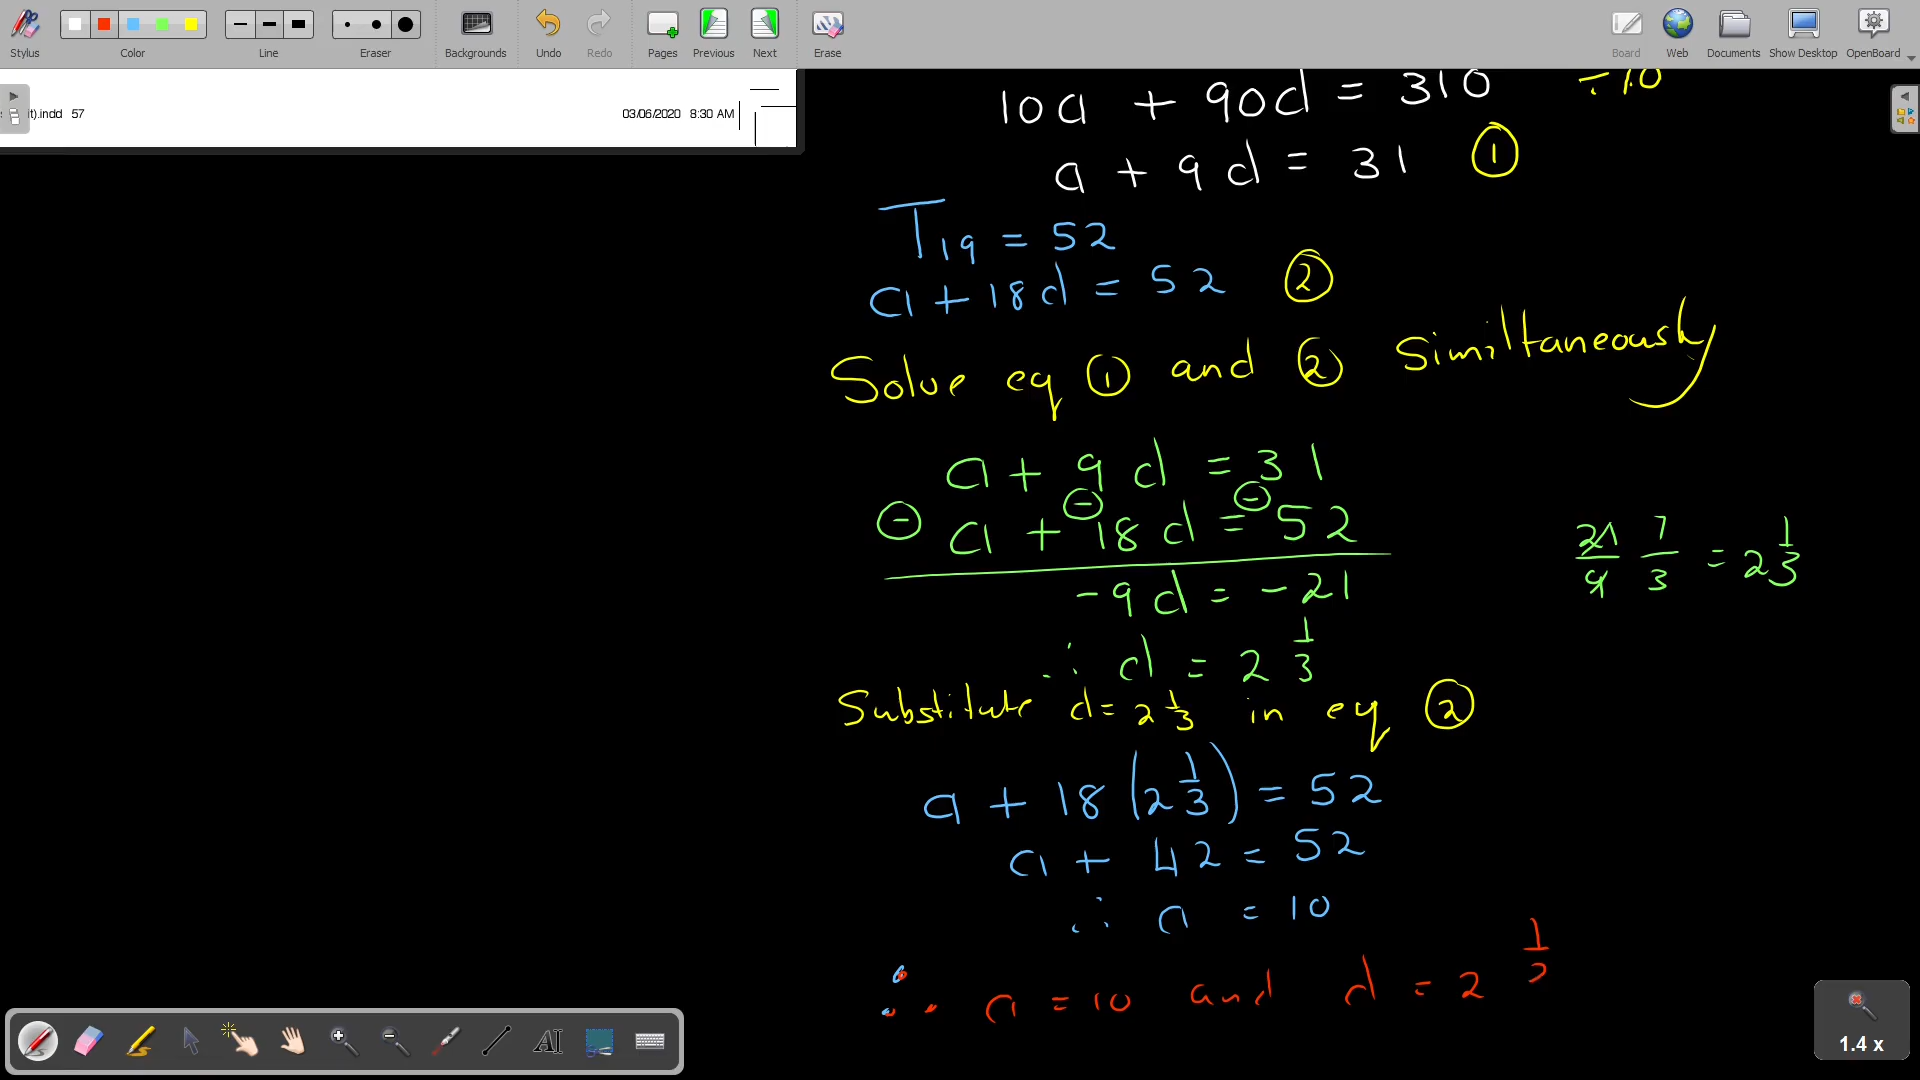 Stylus Color Line Eraser Backgrounds Undo Redo Pages Previous Next Erase Board Web Documents Show Desktop OpenBoard
it).indd 57 03/06/2020 8:30 AM
10a + 90d = 310 ÷10
a + 9d = 31 ①
T19 = 52
a + 18d = 52 ②
Solve eq ① and ② Similtaneously
a + 9d = 31
⊖ a + ⊖ 18d = ⊖ 52
-9d = -21
21/9 7/3 = 2 1/3
∴ d = 2 1/3
Substitute d = 2 1/3 in eq ②
a + 18 (2 1/3) = 52
a + 42 = 52
∴ a = 10
∴ a = 10 and d = 2
1.4 x